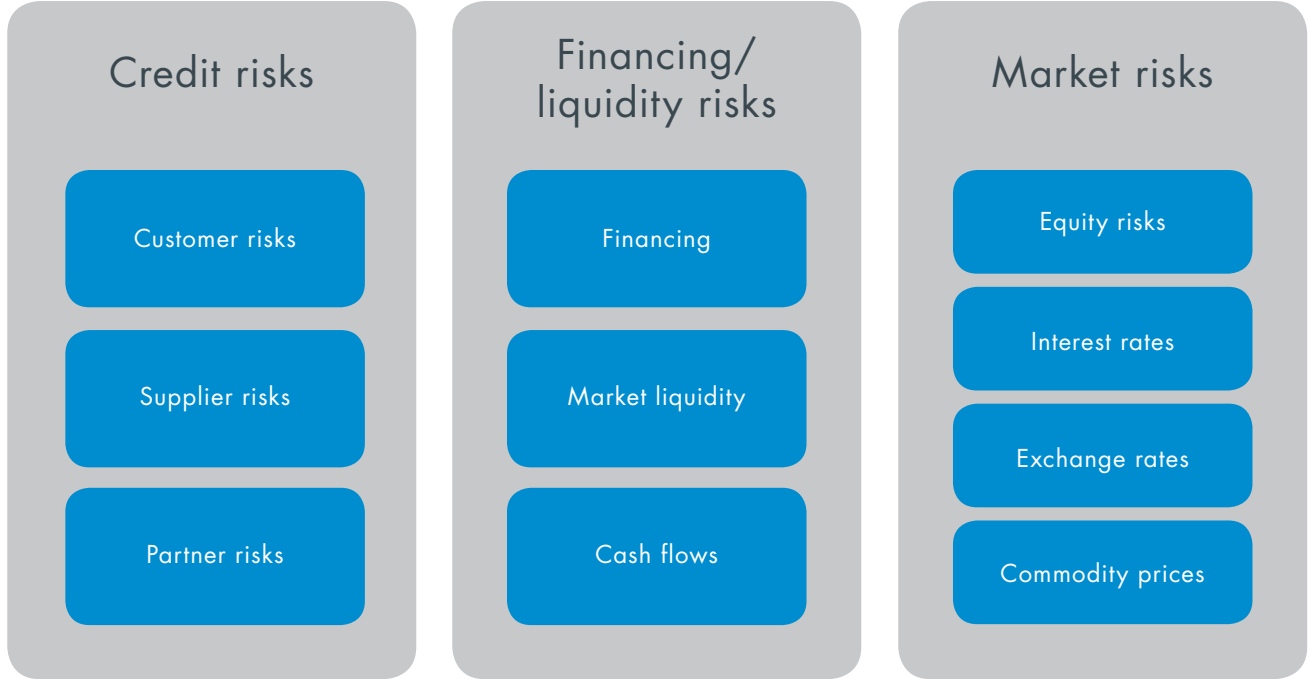 Credit risks
Customer risks
Supplier risks
Partner risks
Financing/
liquidity risks
Financing
Market liquidity
Cash flows
Market risks
Equity risks
Interest rates
Exchange rates
Commodity prices